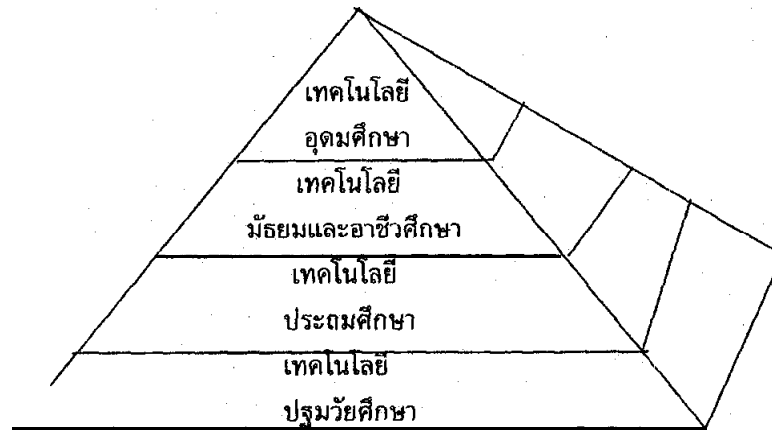 เทคโนโลยี
อุดมศึกษา
เทคโนโลยี
มัธยมและอาชีวศึกษา
เทคโนโลยี
ประถมศึกษา
เทคโนโลยี
ปฐมวัยศึกษา